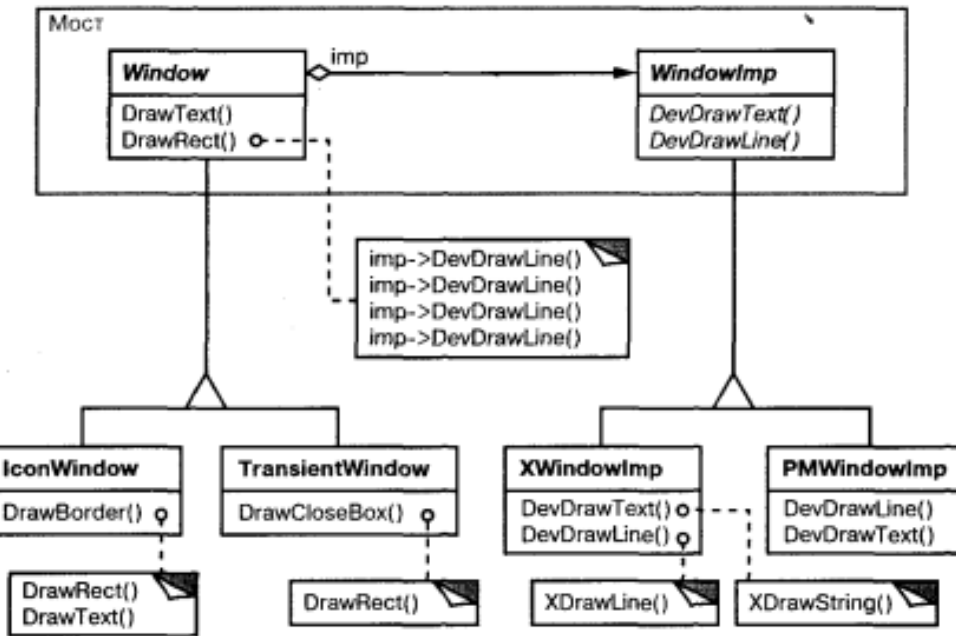 Мост
Window
imp
WindowImp
DrawText()
DrawRect()
DevDrawText()
DevDrawLine()
imp->DevDrawLine()
imp->DevDrawLine()
imp->DevDrawLine()
imp->DevDrawLine()
IconWindow
DrawBorder()
TransientWindow
DrawCloseBox()
XWindowImp
DevDrawText()
DevDrawLine()
PMWindowImp
DevDrawLine()
DevDrawText()
DrawRect()
DrawText()
DrawRect()
XDrawLine()
XDrawString()